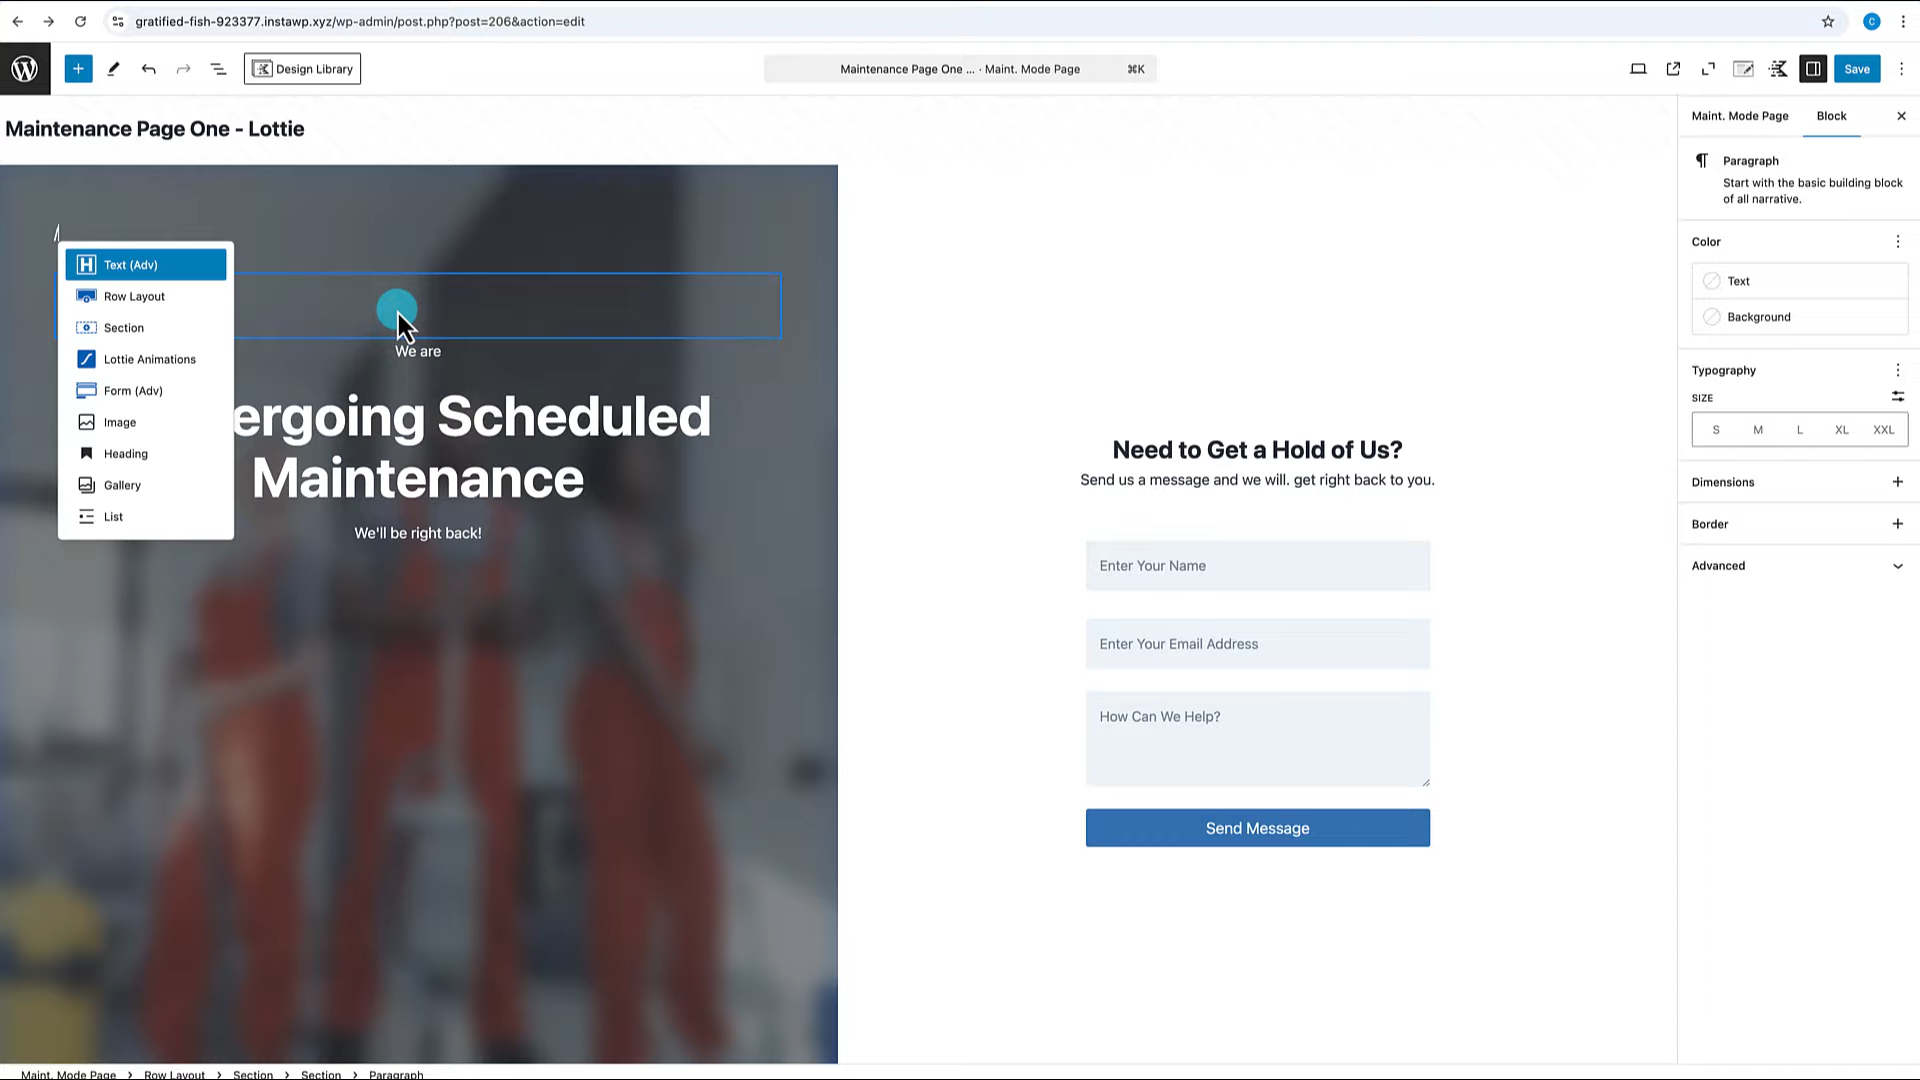 gratified-fish-923377.instawp.xyz/wp-admin/post.php?post=206&action=edit
C
Design Library
Maintenance Page One ... · Maint. Mode Page
⌘K
Save
Maintenance Page One - Lottie
/
Text (Adv)
Row Layout
Section
Lottie Animations
Form (Adv)
Image
Heading
Gallery
List
We are
ergoing Scheduled
Maintenance
We'll be right back!
Need to Get a Hold of Us?
Send us a message and we will. get right back to you.
Enter Your Name
Enter Your Email Address
How Can We Help?
Send Message
Maint. Mode Page
Block
Paragraph
Start with the basic building block
of all narrative.
Color
Text
Background
Typography
SIZE
S M L XL XXL
Dimensions
Border
Advanced
Maint. Mode Page > Row Layout > Section > Section > Paragraph